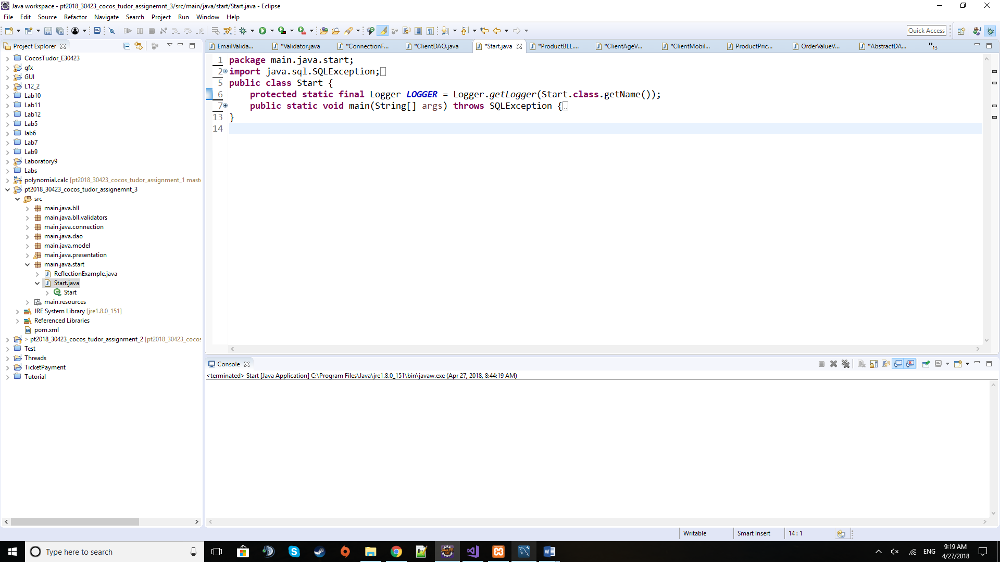 Java workspace - pt2018_30423_cocos_tudor_assignemnt_3/src/main/java/start/Start.java - Eclipse
File Edit Source Refactor Navigate Search Project Run Window Help
Quick Access
Project Explorer
EmailValida... *Validator.java *ConnectionF... *ClientDAO.java *Start.java *ProductBLL.... *ClientAgeV... *ClientMobil... ProductPric... OrderValueV... *AbstractDA... »13
CocosTudor_E30423
gfx
GUI
L12_2
Lab10
Lab11
Lab12
Lab5
lab6
Lab7
Lab9
Laboratory9
Labs
polynomial.calc [pt2018_30423_cocos_tudor_assignment_1 maste
pt2018_30423_cocos_tudor_assignemnt_3
src
main.java.bll
main.java.bll.validators
main.java.connection
main.java.dao
main.java.model
main.java.presentation
main.java.start
ReflectionExample.java
Start.java
Start
main.resources
JRE System Library [jre1.8.0_151]
Referenced Libraries
pom.xml
> pt2018_30423_cocos_tudor_assignment_2 [pt2018_30423_cocos
Test
Threads
TicketPayment
Tutorial
1 package main.java.start;
2 import java.sql.SQLException;
5 public class Start {
6 protected static final Logger LOGGER = Logger.getLogger(Start.class.getName());
7 public static void main(String[] args) throws SQLException {
13 }
14
Console
<terminated> Start [Java Application] C:\Program Files\Java\jre1.8.0_151\bin\javaw.exe (Apr 27, 2018, 8:44:19 AM)
Writable Smart Insert 14 : 1
Type here to search
ENG
9:19 AM
4/27/2018